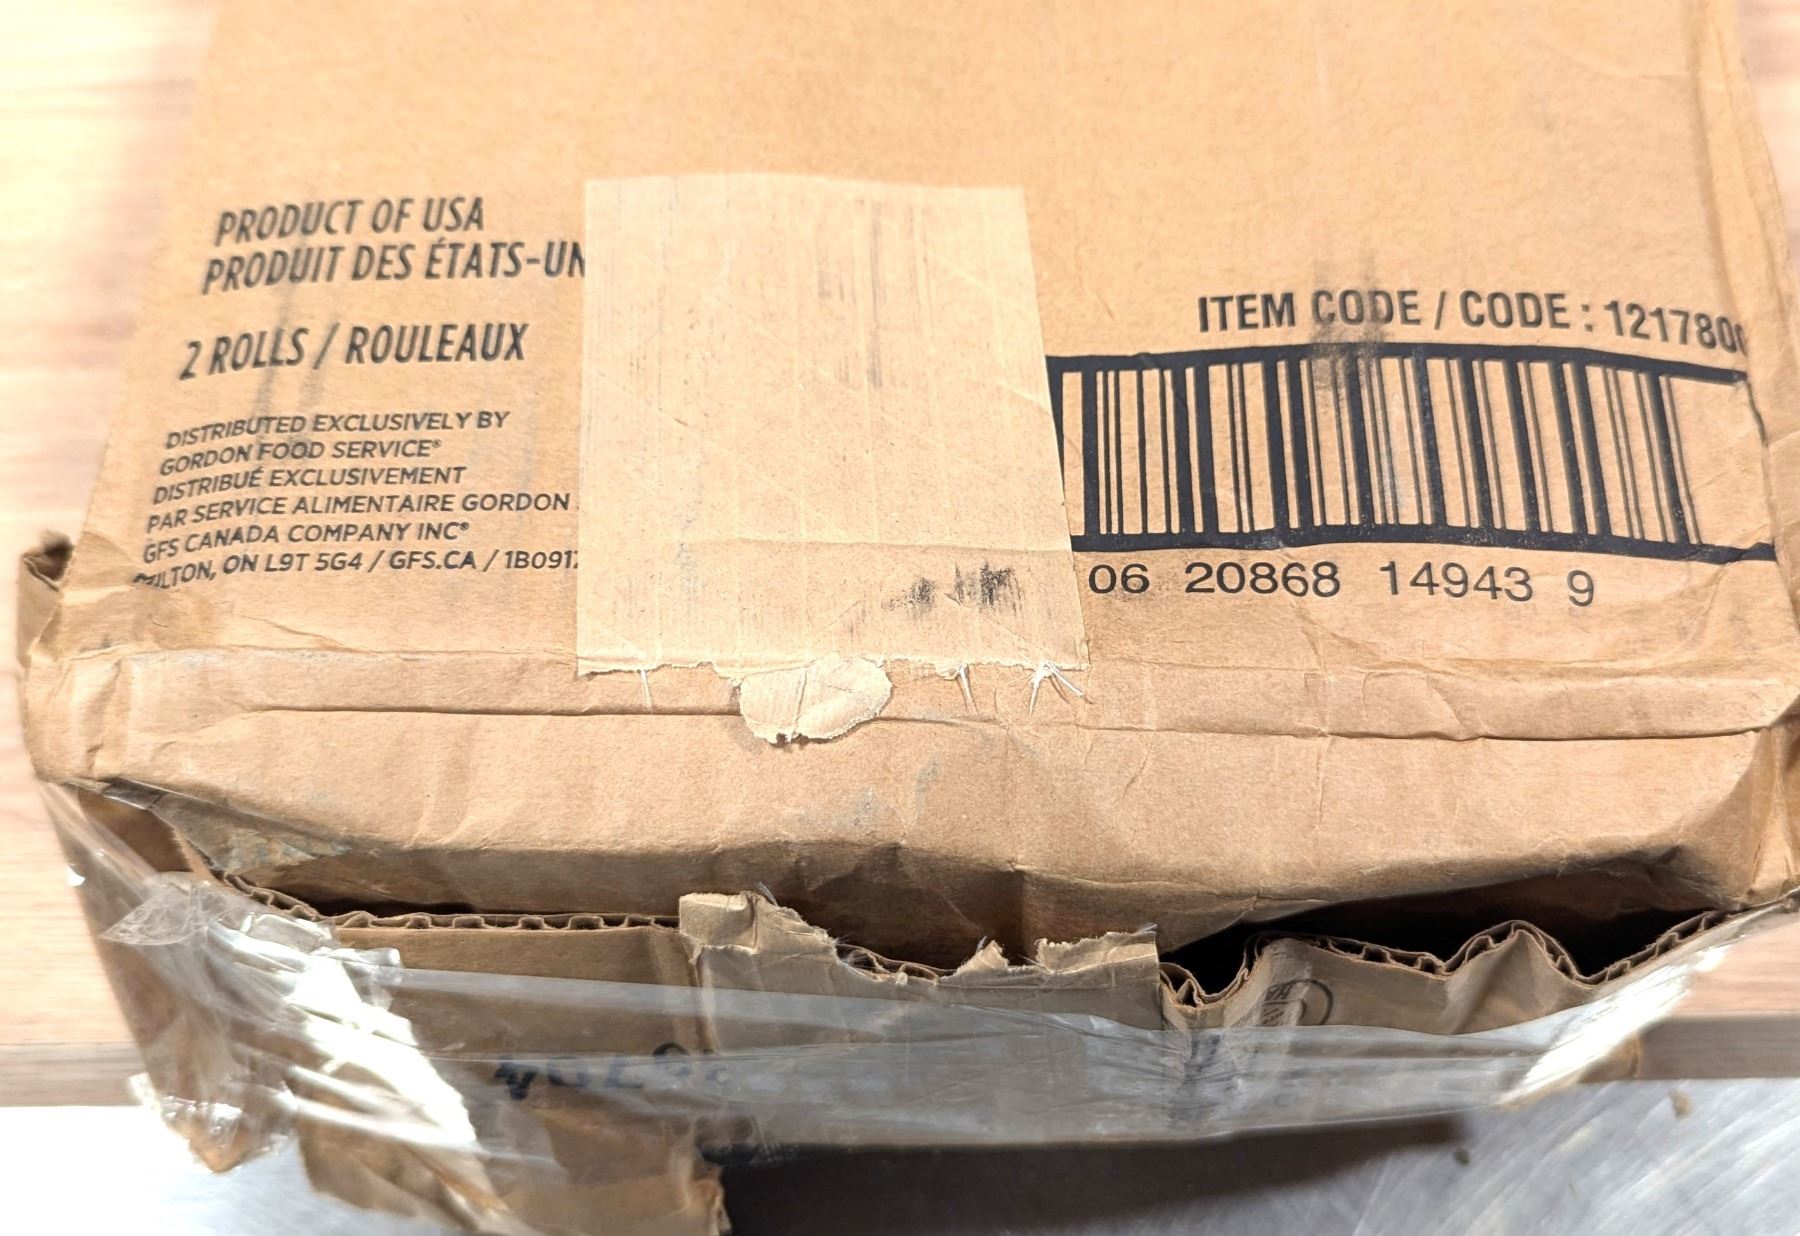 PRODUCT OF USA
PRODUIT DES ÉTATS-UN
2 ROLLS / ROULEAUX
DISTRIBUTED EXCLUSIVELY BY
GORDON FOOD SERVICE®
DISTRIBUÉ EXCLUSIVEMENT
PAR SERVICE ALIMENTAIRE GORDON
GFS CANADA COMPANY INC®
ILTON, ON L9T 5G4 / GFS.CA / 1B091
ITEM CODE / CODE : 121780
06 20868 14943 9